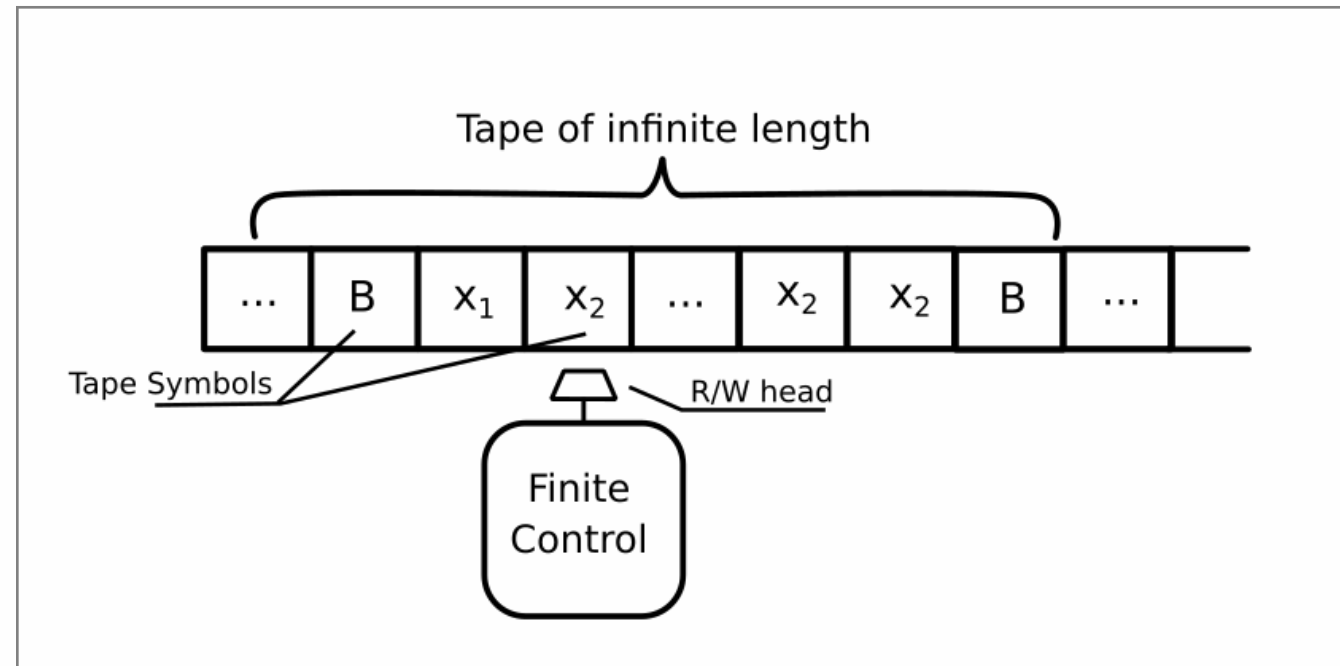 Tape of infinite length
... B x₁ x₂ ... x₂ x₂ B ...
Tape Symbols
R/W head
Finite
Control